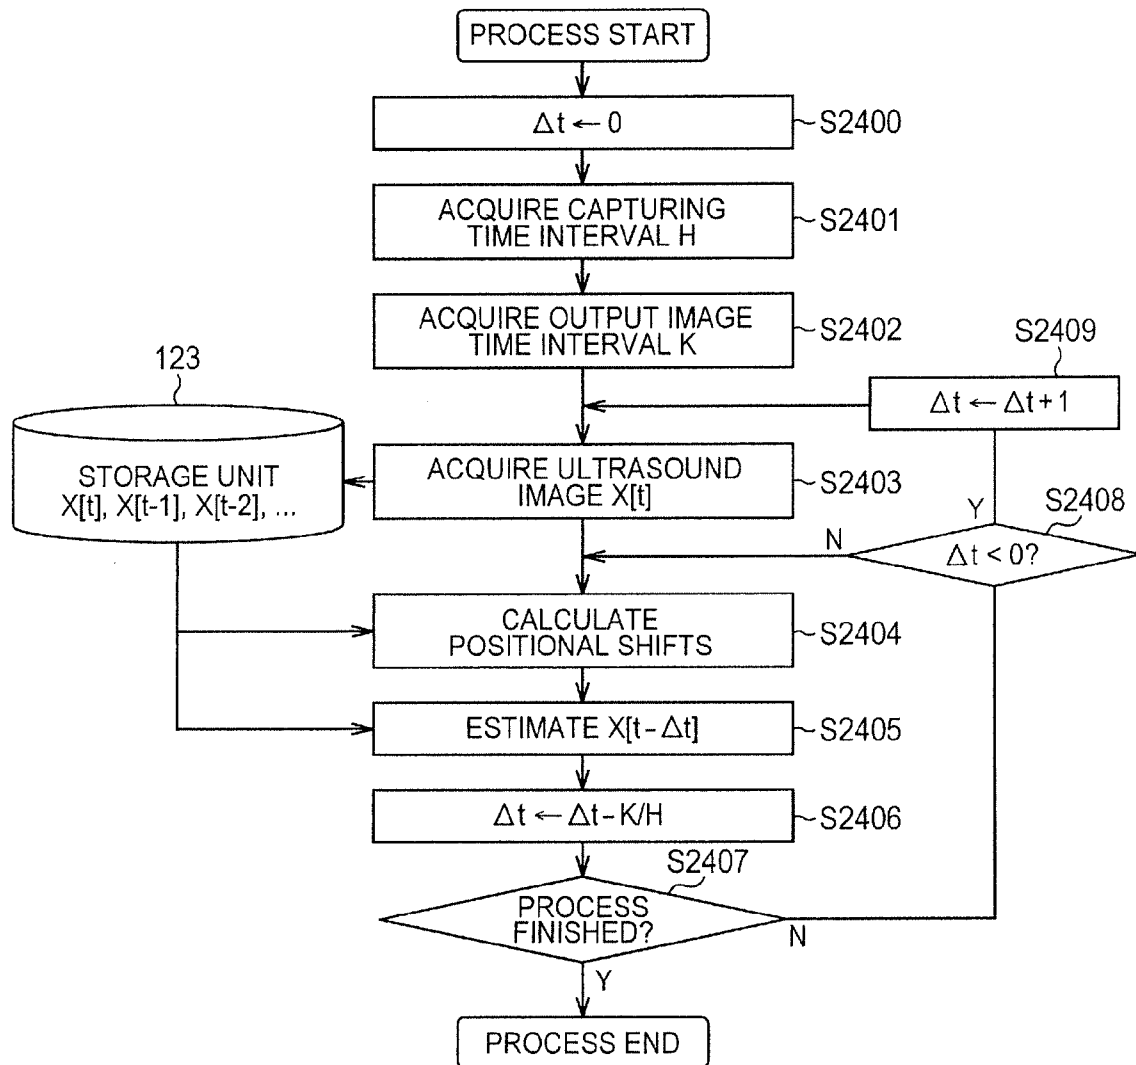 PROCESS START
Δt ← 0
S2400
ACQUIRE CAPTURING
TIME INTERVAL H
S2401
ACQUIRE OUTPUT IMAGE
TIME INTERVAL K
S2402
S2409
Δt ← Δt + 1
123
STORAGE UNIT
X[t], X[t-1], X[t-2], ...
ACQUIRE ULTRASOUND
IMAGE X[t]
S2403
Y
S2408
N
Δt < 0?
CALCULATE
POSITIONAL SHIFTS
S2404
ESTIMATE X[t - Δt]
S2405
Δt ← Δt - K/H
S2406
S2407
PROCESS
FINISHED?
N
Y
PROCESS END